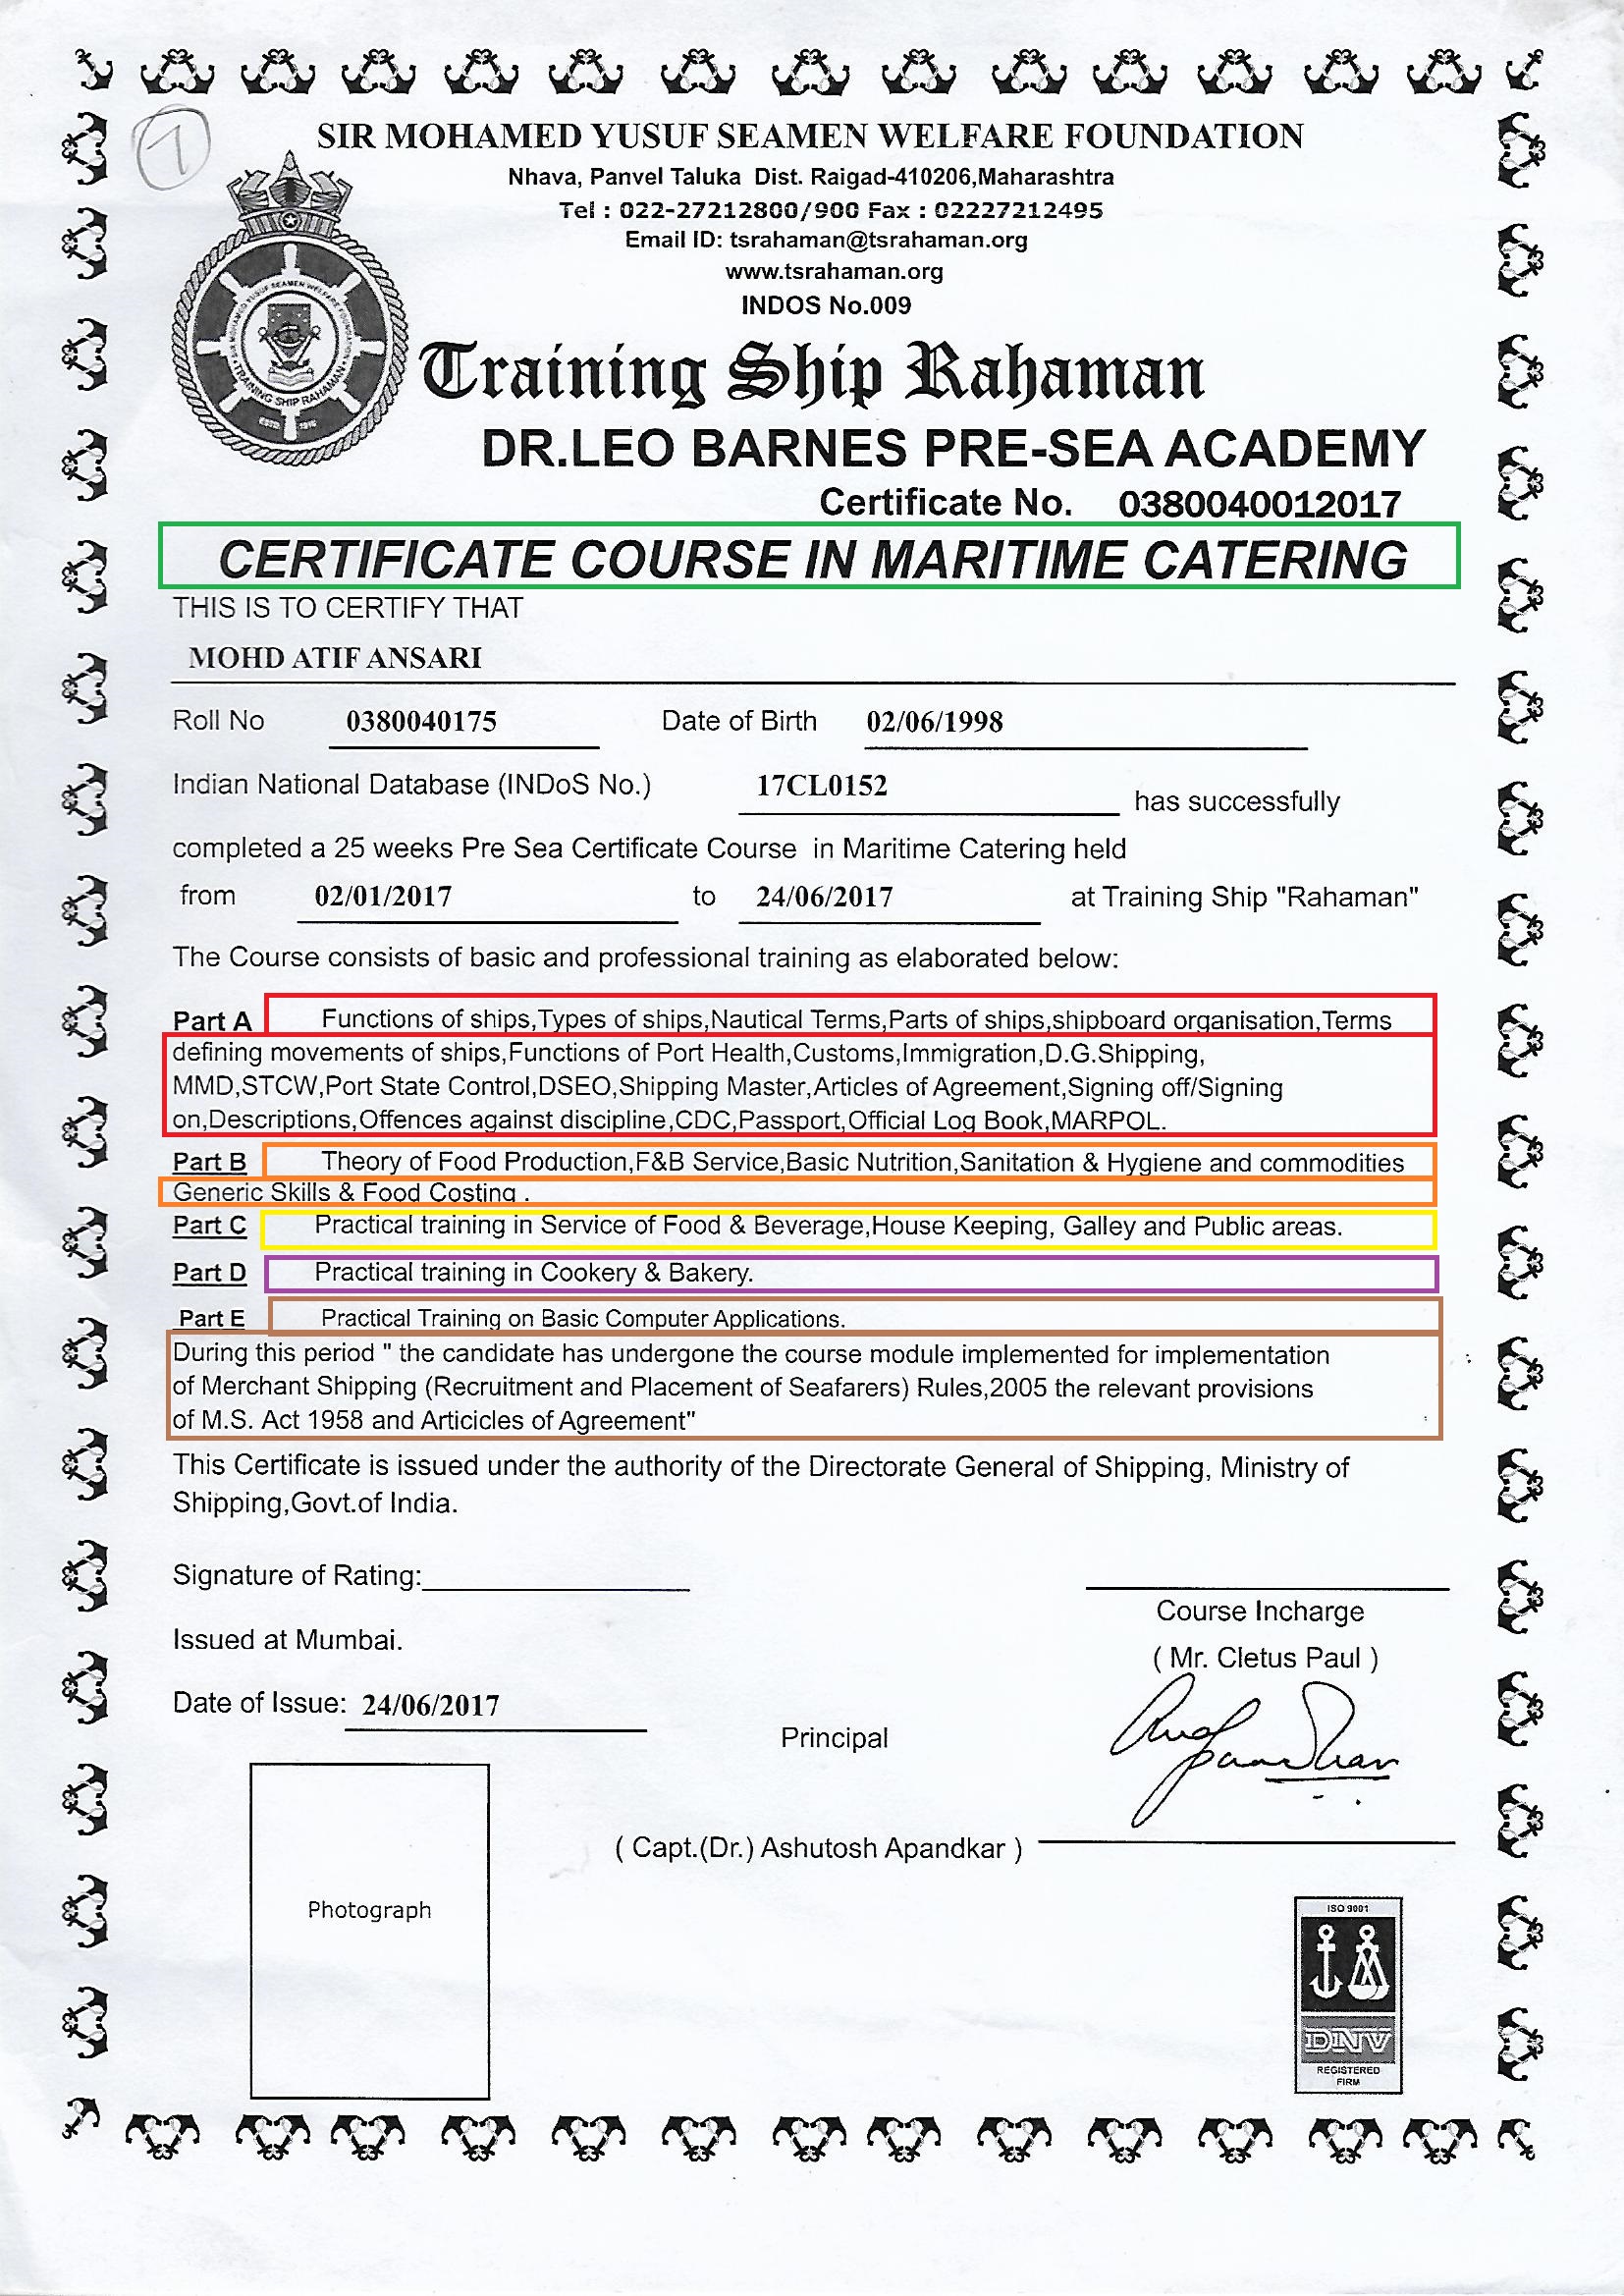 1
SIR MOHAMED YUSUF SEAMEN WELFARE FOUNDATION
Nhava, Panvel Taluka Dist. Raigad-410206,Maharashtra
Tel : 022-27212800/900 Fax : 02227212495
Email ID: tsrahaman@tsrahaman.org
www.tsrahaman.org
INDOS No.009
SIR MOHAMED YUSUF SEAMEN WELFARE FOUNDATION
TRAINING SHIP RAHAMAN
Training Ship Rahaman
DR.LEO BARNES PRE-SEA ACADEMY
Certificate No. 0380040012017
CERTIFICATE COURSE IN MARITIME CATERING
THIS IS TO CERTIFY THAT
MOHD ATIF ANSARI
Roll No 0380040175 Date of Birth 02/06/1998
Indian National Database (INDoS No.) 17CL0152 has successfully
completed a 25 weeks Pre Sea Certificate Course in Maritime Catering held
from 02/01/2017 to 24/06/2017 at Training Ship "Rahaman"
The Course consists of basic and professional training as elaborated below:
Part A Functions of ships,Types of ships,Nautical Terms,Parts of ships,shipboard organisation,Terms
defining movements of ships,Functions of Port Health,Customs,Immigration,D.G.Shipping,
MMD,STCW,Port State Control,DSEO,Shipping Master,Articles of Agreement,Signing off/Signing
on,Descriptions,Offences against discipline,CDC,Passport,Official Log Book,MARPOL.
Part B Theory of Food Production,F&B Service,Basic Nutrition,Sanitation & Hygiene and commodities
Generic Skills & Food Costing .
Part C Practical training in Service of Food & Beverage,House Keeping, Galley and Public areas.
Part D Practical training in Cookery & Bakery.
Part E Practical Training on Basic Computer Applications.
During this period " the candidate has undergone the course module implemented for implementation
of Merchant Shipping (Recruitment and Placement of Seafarers) Rules,2005 the relevant provisions
of M.S. Act 1958 and Articicles of Agreement"
This Certificate is issued under the authority of the Directorate General of Shipping, Ministry of
Shipping,Govt.of India.
Signature of Rating:
Course Incharge
Issued at Mumbai.
( Mr. Cletus Paul )
Date of Issue: 24/06/2017
Principal
( Capt.(Dr.) Ashutosh Apandkar )
Photograph
ISO 9001
DNV
REGISTERED
FIRM